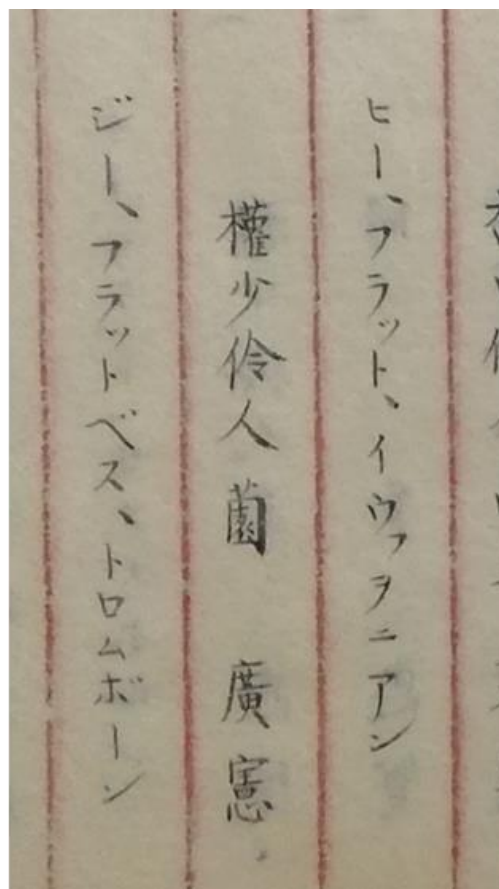 ヒー、フラット、イウフヲニアン
權少伶人薗　廣憲
ジー、フラットベス、トロムボーン